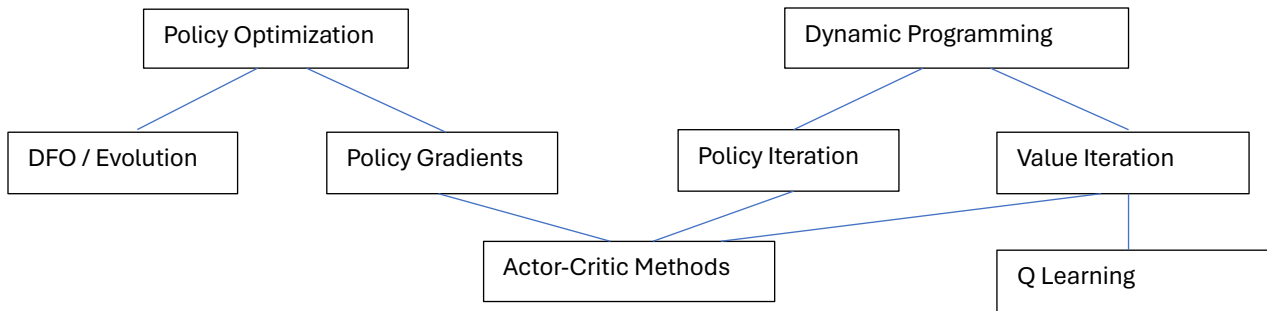 Policy Optimization
Dynamic Programming
DFO / Evolution
Policy Gradients
Policy Iteration
Value Iteration
Actor-Critic Methods
Q Learning